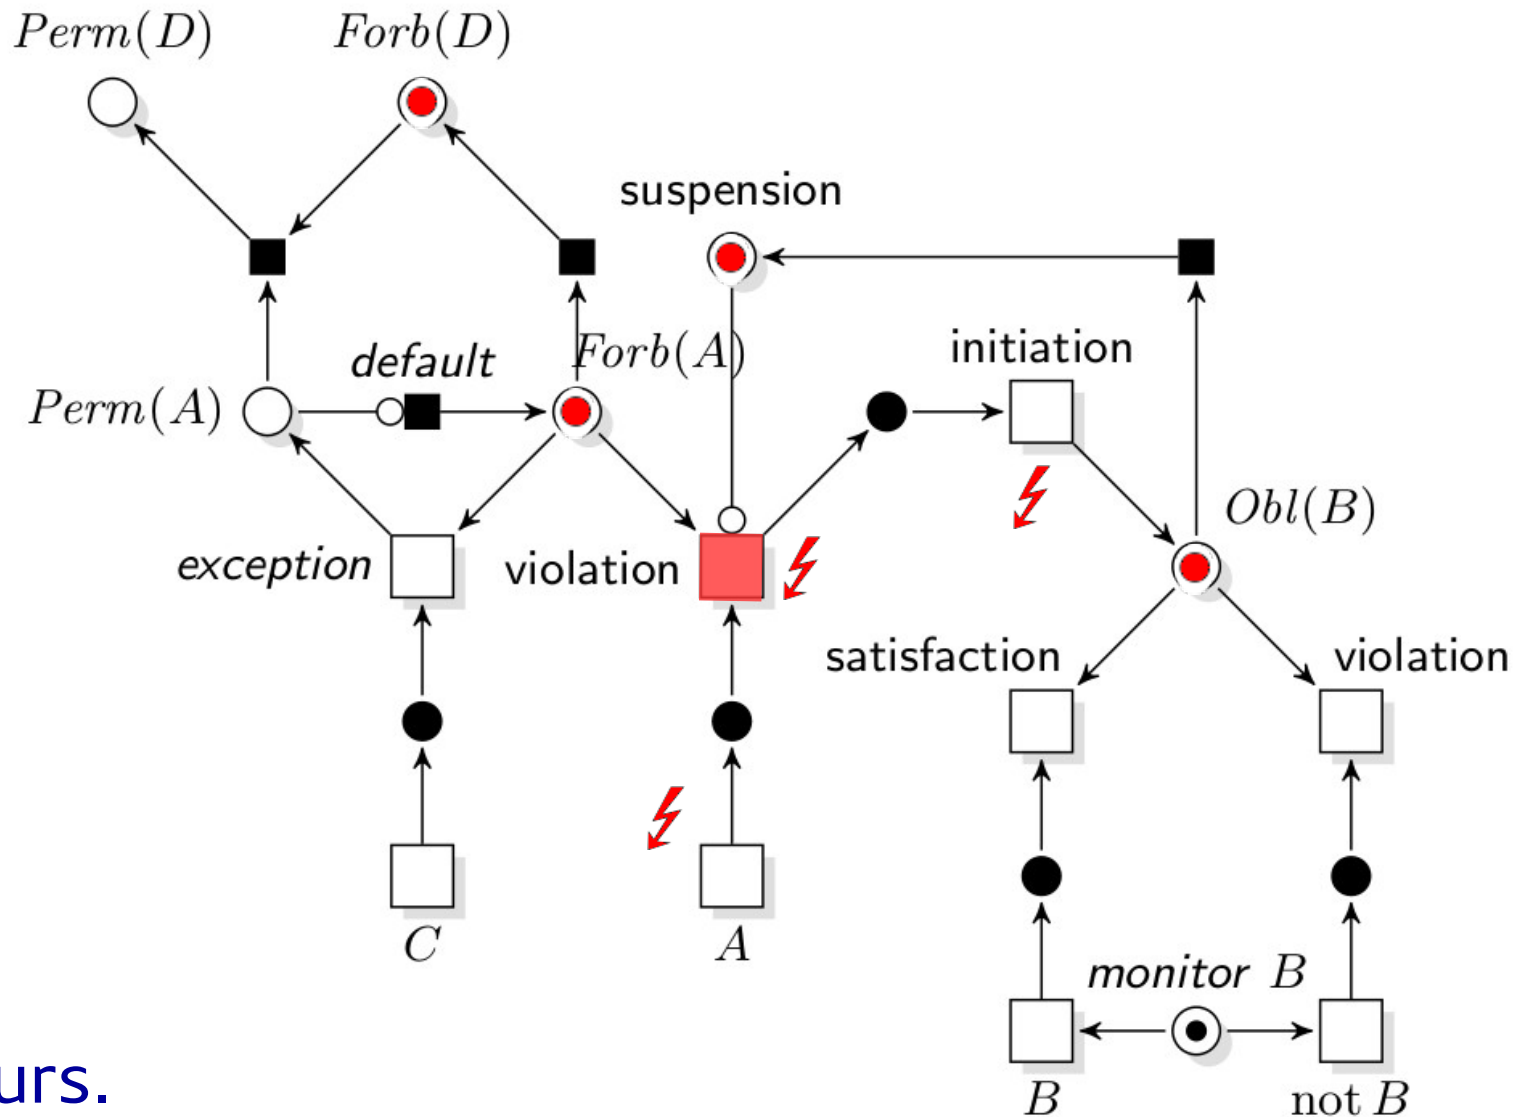 Perm(D)
Forb(D)
suspension
default
Forb(A)
initiation
Perm(A)
Obl(B)
exception
violation
satisfaction
violation
C
A
monitor B
urs.
B
not B